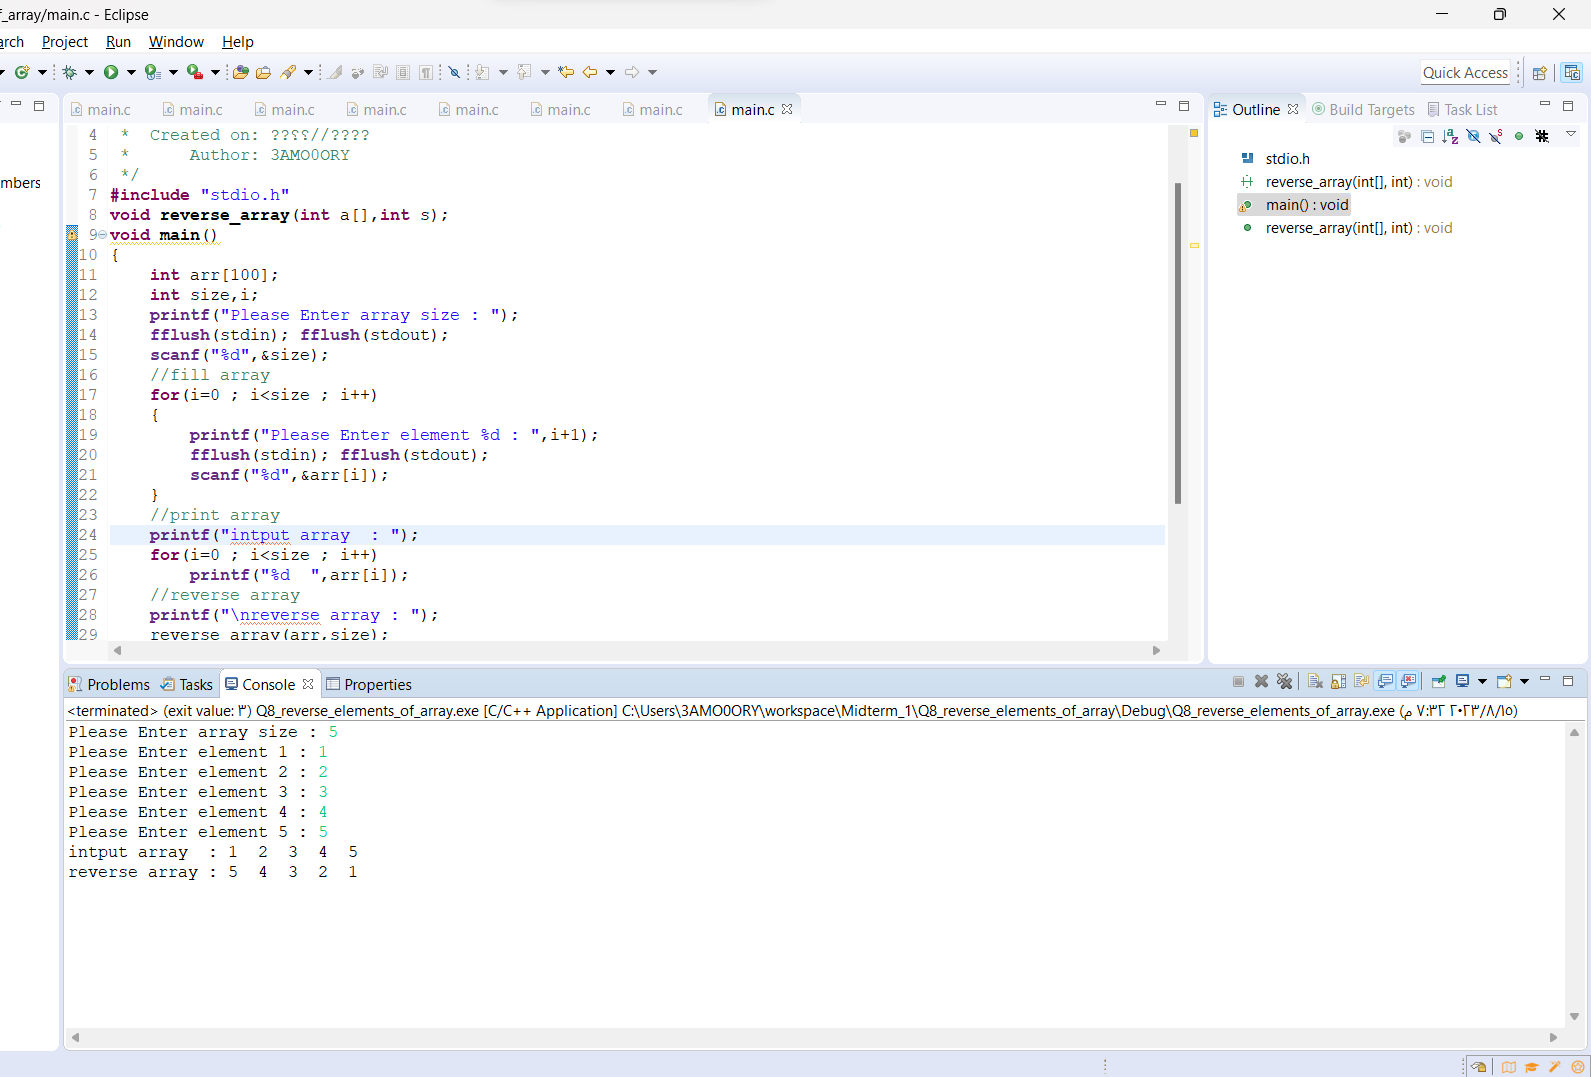 f_array/main.c - Eclipse
arch Project Run Window Help
Quick Access
main.c main.c main.c main.c main.c main.c main.c main.c
Outline Build Targets Task List
mbers
4 * Created on: ??§§//????
5 * Author: 3AMO0ORY
6 */
7 #include "stdio.h"
8 void reverse_array(int a[],int s);
9 void main()
10 {
11 int arr[100];
12 int size,i;
13 printf("Please Enter array size : ");
14 fflush(stdin); fflush(stdout);
15 scanf("%d",&size);
16 //fill array
17 for(i=0 ; i<size ; i++)
18 {
19 printf("Please Enter element %d : ",i+1);
20 fflush(stdin); fflush(stdout);
21 scanf("%d",&arr[i]);
22 }
23 //print array
24 printf("intput array  : ");
25 for(i=0 ; i<size ; i++)
26 printf("%d  ",arr[i]);
27 //reverse array
28 printf("\nreverse array : ");
29 reverse_array(arr,size);
stdio.h
reverse_array(int[], int) : void
main() : void
reverse_array(int[], int) : void
Problems Tasks Console Properties
<terminated> (exit value: ٣) Q8_reverse_elements_of_array.exe [C/C++ Application] C:\Users\3AMO0ORY\workspace\Midterm_1\Q8_reverse_elements_of_array\Debug\Q8_reverse_elements_of_array.exe (م ٧:٣٢ ٢٠٢٣/٨/١٥)
Please Enter array size : 5
Please Enter element 1 : 1
Please Enter element 2 : 2
Please Enter element 3 : 3
Please Enter element 4 : 4
Please Enter element 5 : 5
intput array  : 1  2  3  4  5
reverse array : 5  4  3  2  1